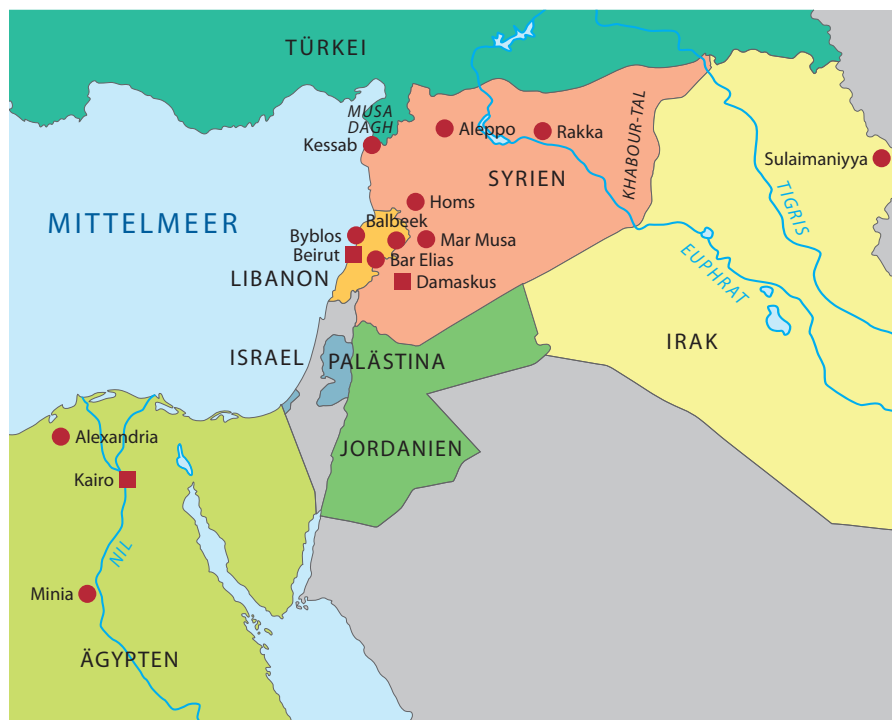 TÜRKEI
MUSA
DAGH
Kessab
Aleppo
Rakka
KHABOUR-TAL
Sulaimaniyya
SYRIEN
TIGRIS
MITTELMEER
Homs
Balbeek
Byblos
Mar Musa
Beirut
Bar Elias
EUPHRAT
LIBANON
Damaskus
IRAK
ISRAEL
PALÄSTINA
Alexandria
JORDANIEN
Kairo
NIL
Minia
ÄGYPTEN